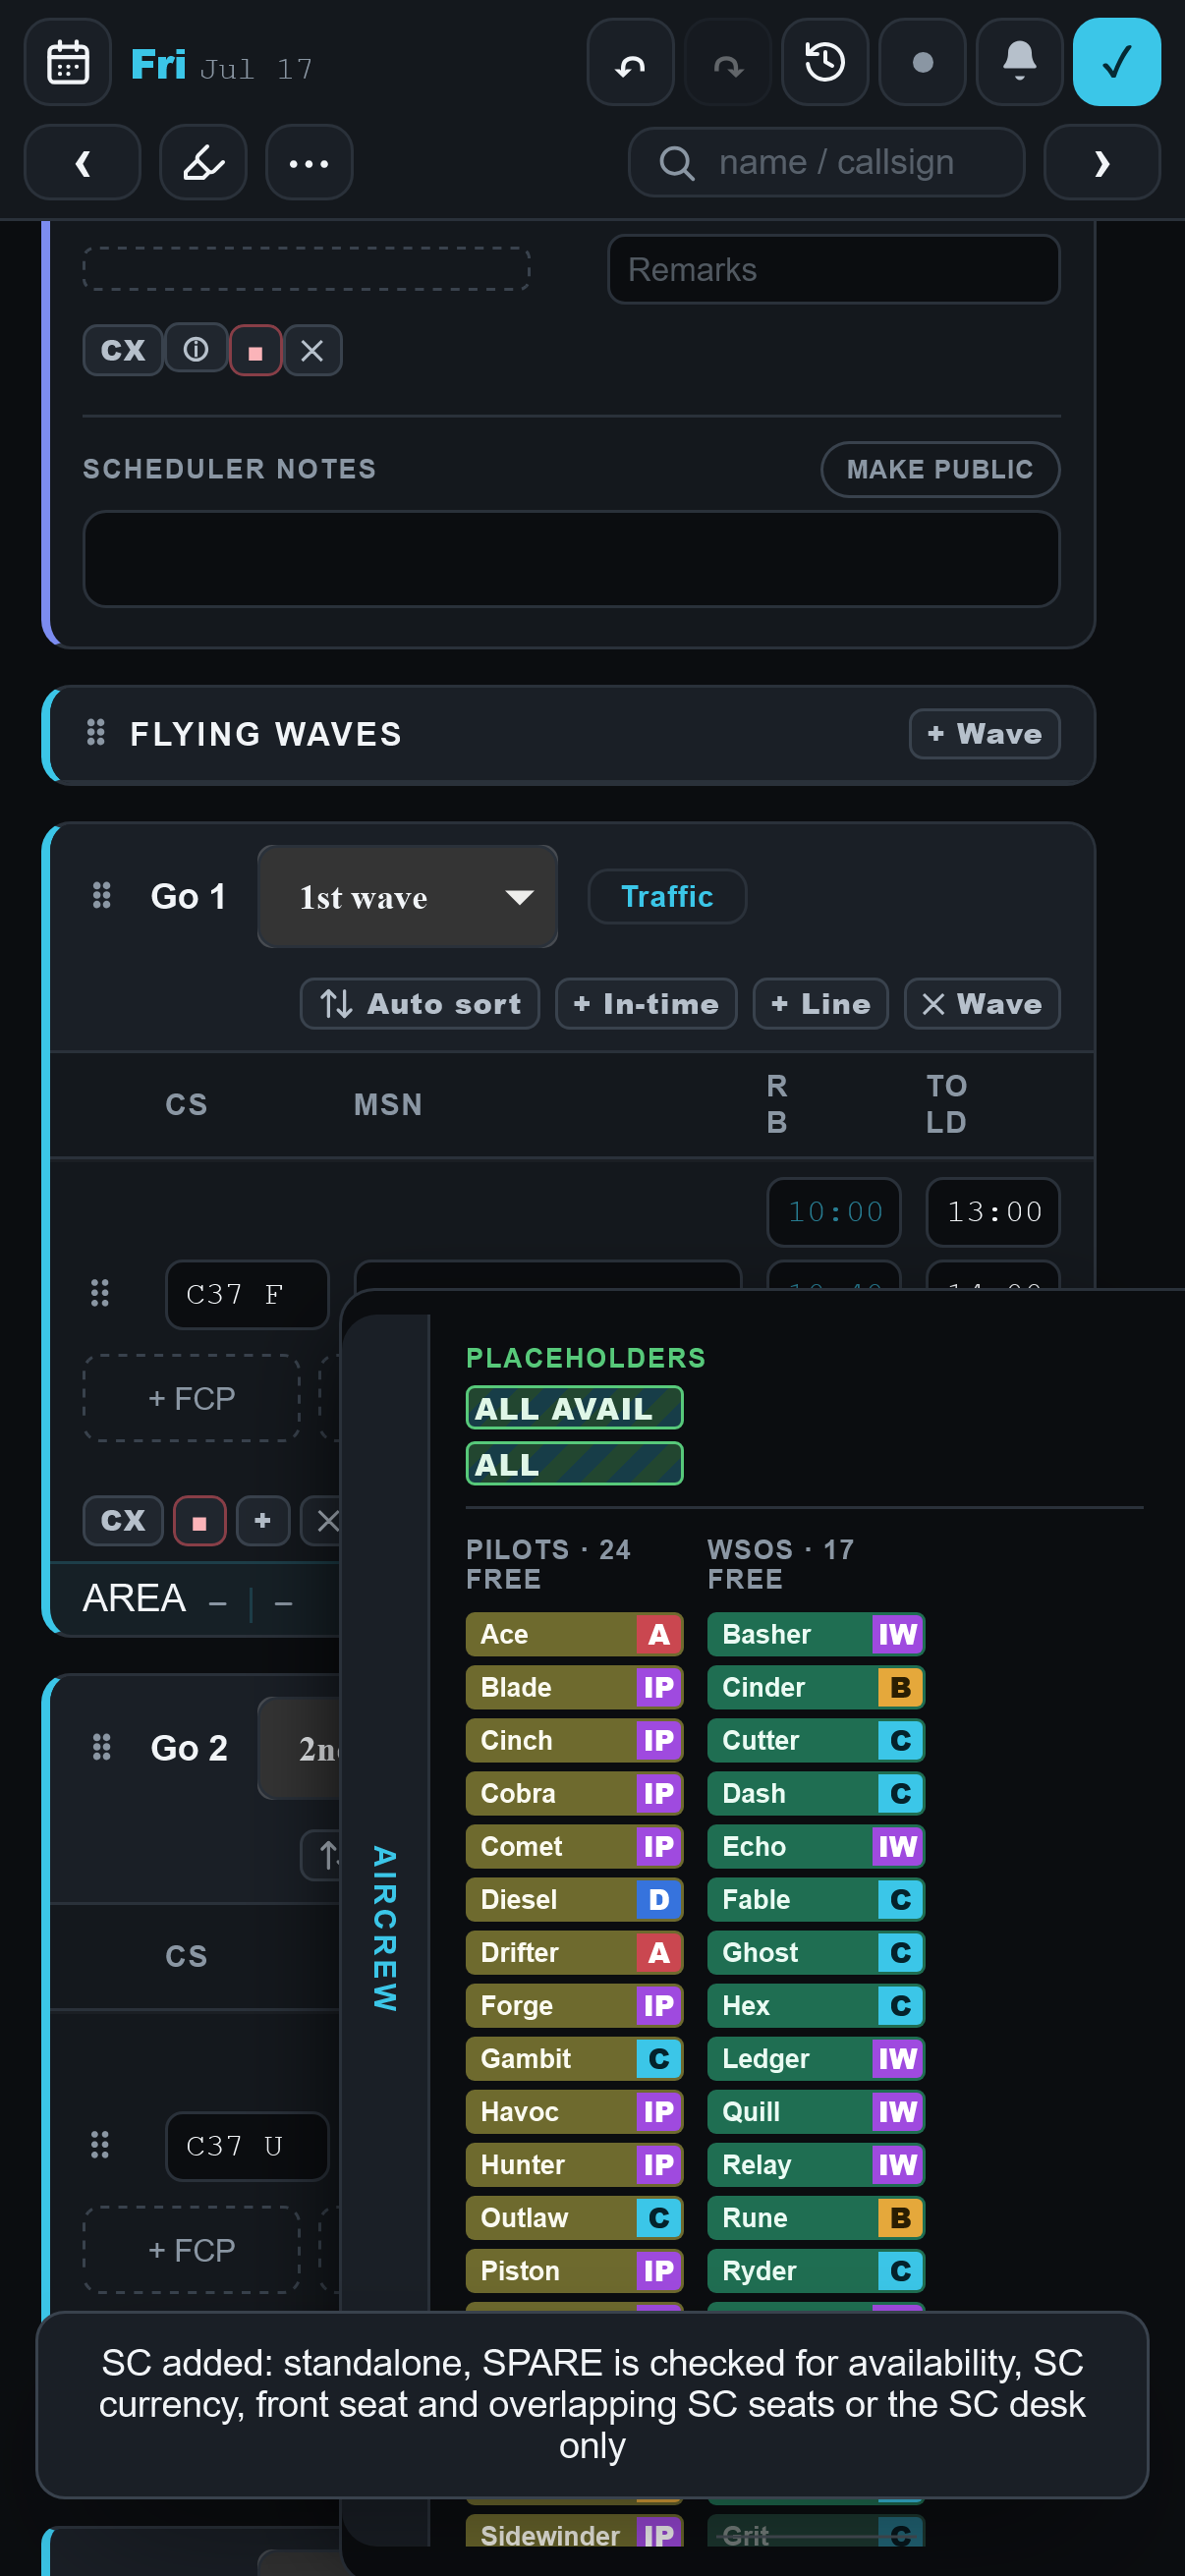 Fri Jul 17
name / callsign
Remarks
CX
SCHEDULER NOTES
MAKE PUBLIC
FLYING WAVES
+ Wave
Go 1
1st wave
Traffic
Auto sort
+ In-time
+ Line
× Wave
CS
MSN
R
B
TO
LD
10:00
13:00
C37 F
+ FCP
CX
+
AREA – | –
Go 2
CS
C37 U
+ FCP
AIRCREW
PLACEHOLDERS
ALL AVAIL
ALL
PILOTS · 24
FREE
WSOS · 17
FREE
Ace A
Basher IW
Blade IP
Cinder B
Cinch IP
Cutter C
Cobra IP
Dash C
Comet IP
Echo IW
Diesel D
Fable C
Drifter A
Ghost C
Forge IP
Hex C
Gambit C
Ledger IW
Havoc IP
Quill IW
Hunter IP
Relay IW
Outlaw C
Rune B
Piston IP
Ryder C
SC added: standalone, SPARE is checked for availability, SC
currency, front seat and overlapping SC seats or the SC desk
only
Sidewinder IP
Grit C